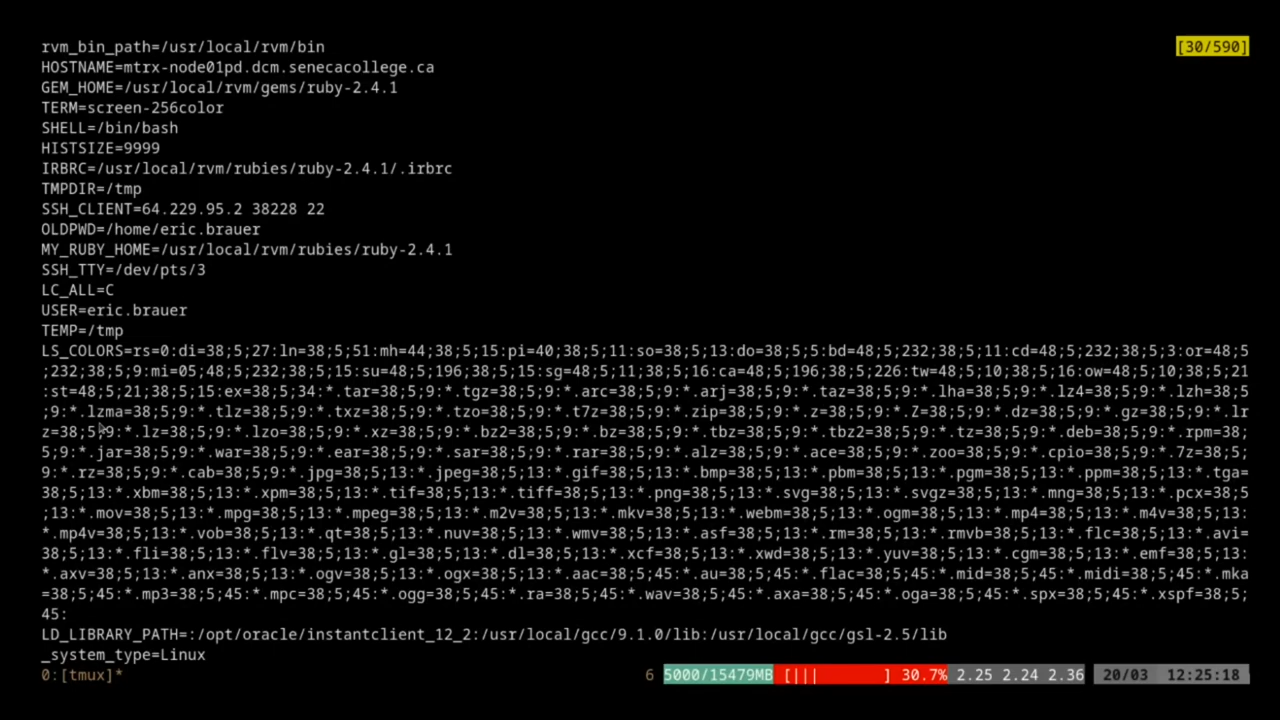 rvm_bin_path=/usr/local/rvm/bin
[30/590]
HOSTNAME=mtrx-node01pd.dcm.senecacollege.ca
GEM_HOME=/usr/local/rvm/gems/ruby-2.4.1
TERM=screen-256color
SHELL=/bin/bash
HISTSIZE=9999
IRBRC=/usr/local/rvm/rubies/ruby-2.4.1/.irbrc
TMPDIR=/tmp
SSH_CLIENT=64.229.95.2 38228 22
OLDPWD=/home/eric.brauer
MY_RUBY_HOME=/usr/local/rvm/rubies/ruby-2.4.1
SSH_TTY=/dev/pts/3
LC_ALL=C
USER=eric.brauer
TEMP=/tmp
LS_COLORS=rs=0:di=38;5;27:ln=38;5;51:mh=44;38;5;15:pi=40;38;5;11:so=38;5;13:do=38;5;5:bd=48;5;232;38;5;11:cd=48;5;232;38;5;3:or=48;5
;232;38;5;9:mi=05;48;5;232;38;5;15:su=48;5;196;38;5;15:sg=48;5;11;38;5;16:ca=48;5;196;38;5;226:tw=48;5;10;38;5;16:ow=48;5;10;38;5;21
:st=48;5;21;38;5;15:ex=38;5;34:*.tar=38;5;9:*.tgz=38;5;9:*.arc=38;5;9:*.arj=38;5;9:*.taz=38;5;9:*.lha=38;5;9:*.lz4=38;5;9:*.lzh=38;5
;9:*.lzma=38;5;9:*.tlz=38;5;9:*.txz=38;5;9:*.tzo=38;5;9:*.t7z=38;5;9:*.zip=38;5;9:*.z=38;5;9:*.Z=38;5;9:*.dz=38;5;9:*.gz=38;5;9:*.lr
z=38;5;9:*.lz=38;5;9:*.lzo=38;5;9:*.xz=38;5;9:*.bz2=38;5;9:*.bz=38;5;9:*.tbz=38;5;9:*.tbz2=38;5;9:*.tz=38;5;9:*.deb=38;5;9:*.rpm=38;
5;9:*.jar=38;5;9:*.war=38;5;9:*.ear=38;5;9:*.sar=38;5;9:*.rar=38;5;9:*.alz=38;5;9:*.ace=38;5;9:*.zoo=38;5;9:*.cpio=38;5;9:*.7z=38;5;
9:*.rz=38;5;9:*.cab=38;5;9:*.jpg=38;5;13:*.jpeg=38;5;13:*.gif=38;5;13:*.bmp=38;5;13:*.pbm=38;5;13:*.pgm=38;5;13:*.ppm=38;5;13:*.tga=
38;5;13:*.xbm=38;5;13:*.xpm=38;5;13:*.tif=38;5;13:*.tiff=38;5;13:*.png=38;5;13:*.svg=38;5;13:*.svgz=38;5;13:*.mng=38;5;13:*.pcx=38;5
;13:*.mov=38;5;13:*.mpg=38;5;13:*.mpeg=38;5;13:*.m2v=38;5;13:*.mkv=38;5;13:*.webm=38;5;13:*.ogm=38;5;13:*.mp4=38;5;13:*.m4v=38;5;13:
*.mp4v=38;5;13:*.vob=38;5;13:*.qt=38;5;13:*.nuv=38;5;13:*.wmv=38;5;13:*.asf=38;5;13:*.rm=38;5;13:*.rmvb=38;5;13:*.flc=38;5;13:*.avi=
38;5;13:*.fli=38;5;13:*.flv=38;5;13:*.gl=38;5;13:*.dl=38;5;13:*.xcf=38;5;13:*.xwd=38;5;13:*.yuv=38;5;13:*.cgm=38;5;13:*.emf=38;5;13:
*.axv=38;5;13:*.anx=38;5;13:*.ogv=38;5;13:*.ogx=38;5;13:*.aac=38;5;45:*.au=38;5;45:*.flac=38;5;45:*.mid=38;5;45:*.midi=38;5;45:*.mka
=38;5;45:*.mp3=38;5;45:*.mpc=38;5;45:*.ogg=38;5;45:*.ra=38;5;45:*.wav=38;5;45:*.axa=38;5;45:*.oga=38;5;45:*.spx=38;5;45:*.xspf=38;5;
45:
LD_LIBRARY_PATH=:/opt/oracle/instantclient_12_2:/usr/local/gcc/9.1.0/lib:/usr/local/gcc/gsl-2.5/lib
_system_type=Linux
0:[tmux]* 6 5000/15479MB [||| ] 30.7% 2.25 2.24 2.36 20/03 12:25:18